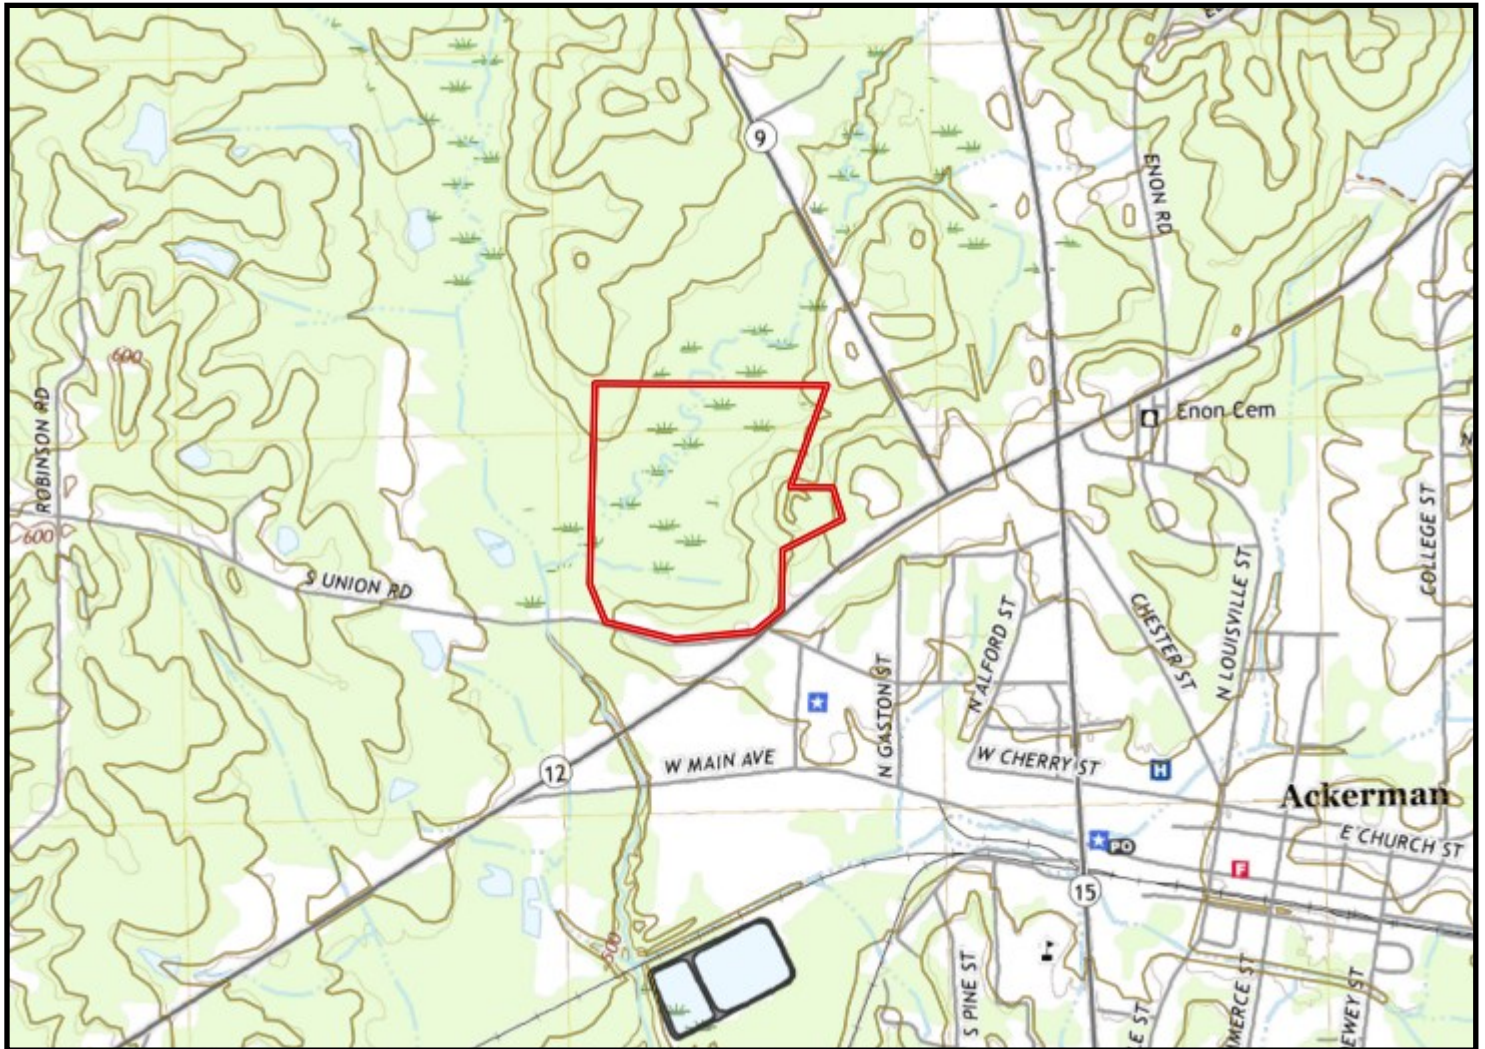 9
ENON RD
600
ROBINSON RD
Enon Cem
600
S UNION RD
COLLEGE ST
N ALFORD ST
CHESTER ST
N LOUISVILLE ST
N GASTON ST
W MAIN AVE
W CHERRY ST
12
H
Ackerman
E CHURCH ST
PO
F
15
500
S PINE ST
LE ST
MMERCE ST
EWEY ST
N